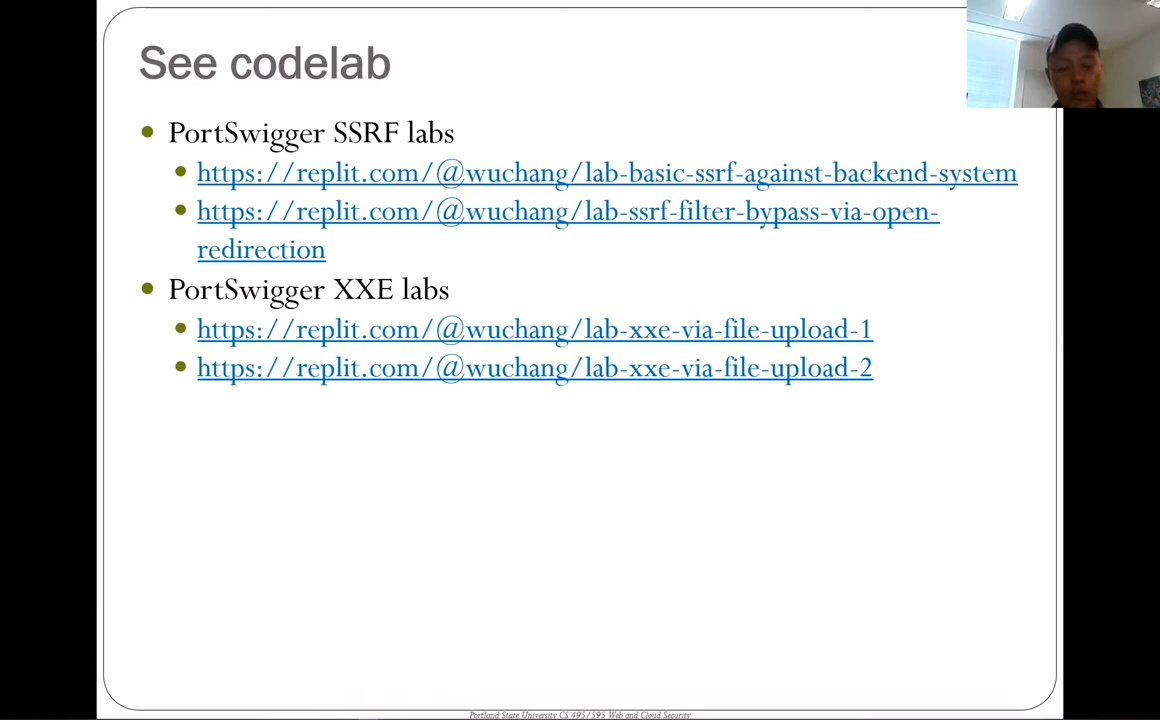 See codelab
PortSwigger SSRF labs
https://replit.com/@wuchang/lab-basic-ssrf-against-backend-system
https://replit.com/@wuchang/lab-ssrf-filter-bypass-via-open-
redirection
PortSwigger XXE labs
https://replit.com/@wuchang/lab-xxe-via-file-upload-1
https://replit.com/@wuchang/lab-xxe-via-file-upload-2
Portland State University CS 495/595 Web and Cloud Security